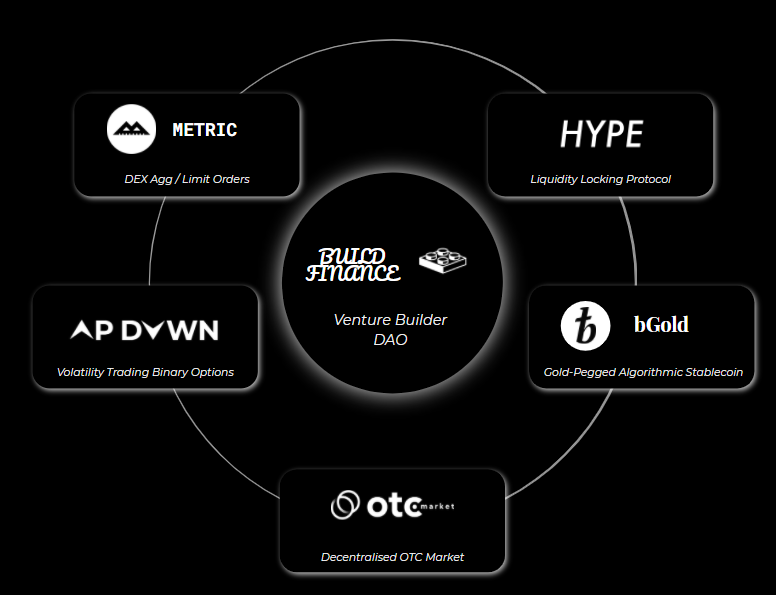 METRIC
DEX Agg / Limit Orders
HYPE
Liquidity Locking Protocol
BUILD
FINANCE
Venture Builder
DAO
AP DOWN
Volatility Trading Binary Options
bGold
Gold-Pegged Algorithmic Stablecoin
otc market
Decentralised OTC Market